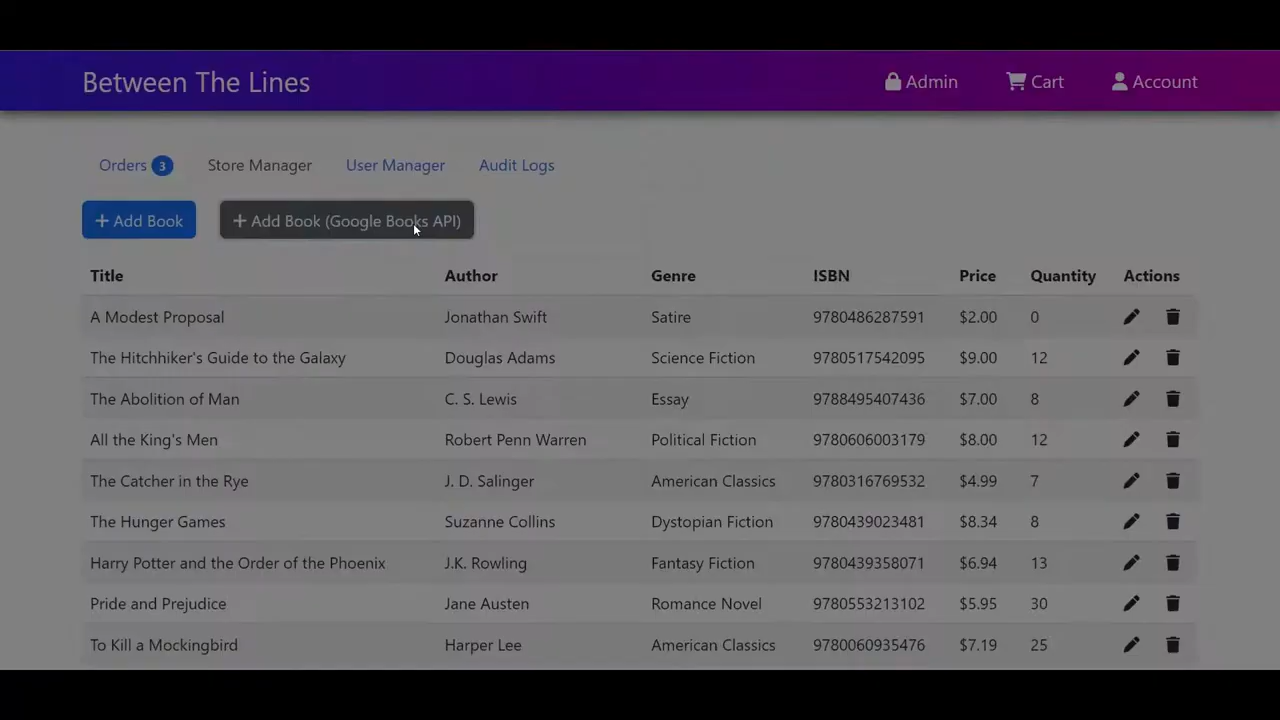 Between The Lines Admin Cart Account
Orders 3 Store Manager User Manager Audit Logs
+ Add Book + Add Book (Google Books API)
Title Author Genre ISBN Price Quantity Actions
A Modest Proposal Jonathan Swift Satire 9780486287591 $2.00 0
The Hitchhiker's Guide to the Galaxy Douglas Adams Science Fiction 9780517542095 $9.00 12
The Abolition of Man C. S. Lewis Essay 9788495407436 $7.00 8
All the King's Men Robert Penn Warren Political Fiction 9780606003179 $8.00 12
The Catcher in the Rye J. D. Salinger American Classics 9780316769532 $4.99 7
The Hunger Games Suzanne Collins Dystopian Fiction 9780439023481 $8.34 8
Harry Potter and the Order of the Phoenix J.K. Rowling Fantasy Fiction 9780439358071 $6.94 13
Pride and Prejudice Jane Austen Romance Novel 9780553213102 $5.95 30
To Kill a Mockingbird Harper Lee American Classics 9780060935476 $7.19 25